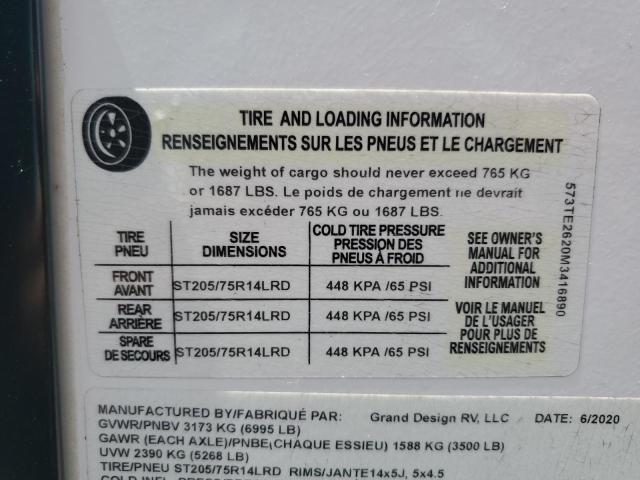 TIRE AND LOADING INFORMATION
RENSEIGNEMENTS SUR LES PNEUS ET LE CHARGEMENT
The weight of cargo should never exceed 765 KG
or 1687 LBS. Le poids de chargement ne devrait
jamais excéder 765 KG ou 1687 LBS.
TIRE
PNEU
SIZE
DIMENSIONS
COLD TIRE PRESSURE
PRESSION DES
PNEUS À FROID
SEE OWNER'S
MANUAL FOR
ADDITIONAL
INFORMATION
FRONT
AVANT
ST205/75R14LRD
448 KPA /65 PSI
REAR
ARRIÈRE
ST205/75R14LRD
448 KPA /65 PSI
VOIR LE MANUEL
DE L'USAGER
POUR PLUS DE
RENSEIGNEMENTS
SPARE
DE SECOURS
ST205/75R14LRD
448 KPA /65 PSI
573TE2620M3416890
MANUFACTURED BY/FABRIQUÉ PAR: Grand Design RV, LLC DATE: 6/2020
GVWR/PNBV 3173 KG (6995 LB)
GAWR (EACH AXLE)/PNBE(CHAQUE ESSIEU) 1588 KG (3500 LB)
UVW 2390 KG (5268 LB)
TIRE/PNEU ST205/75R14LRD RIMS/JANTE14x5J, 5x4.5